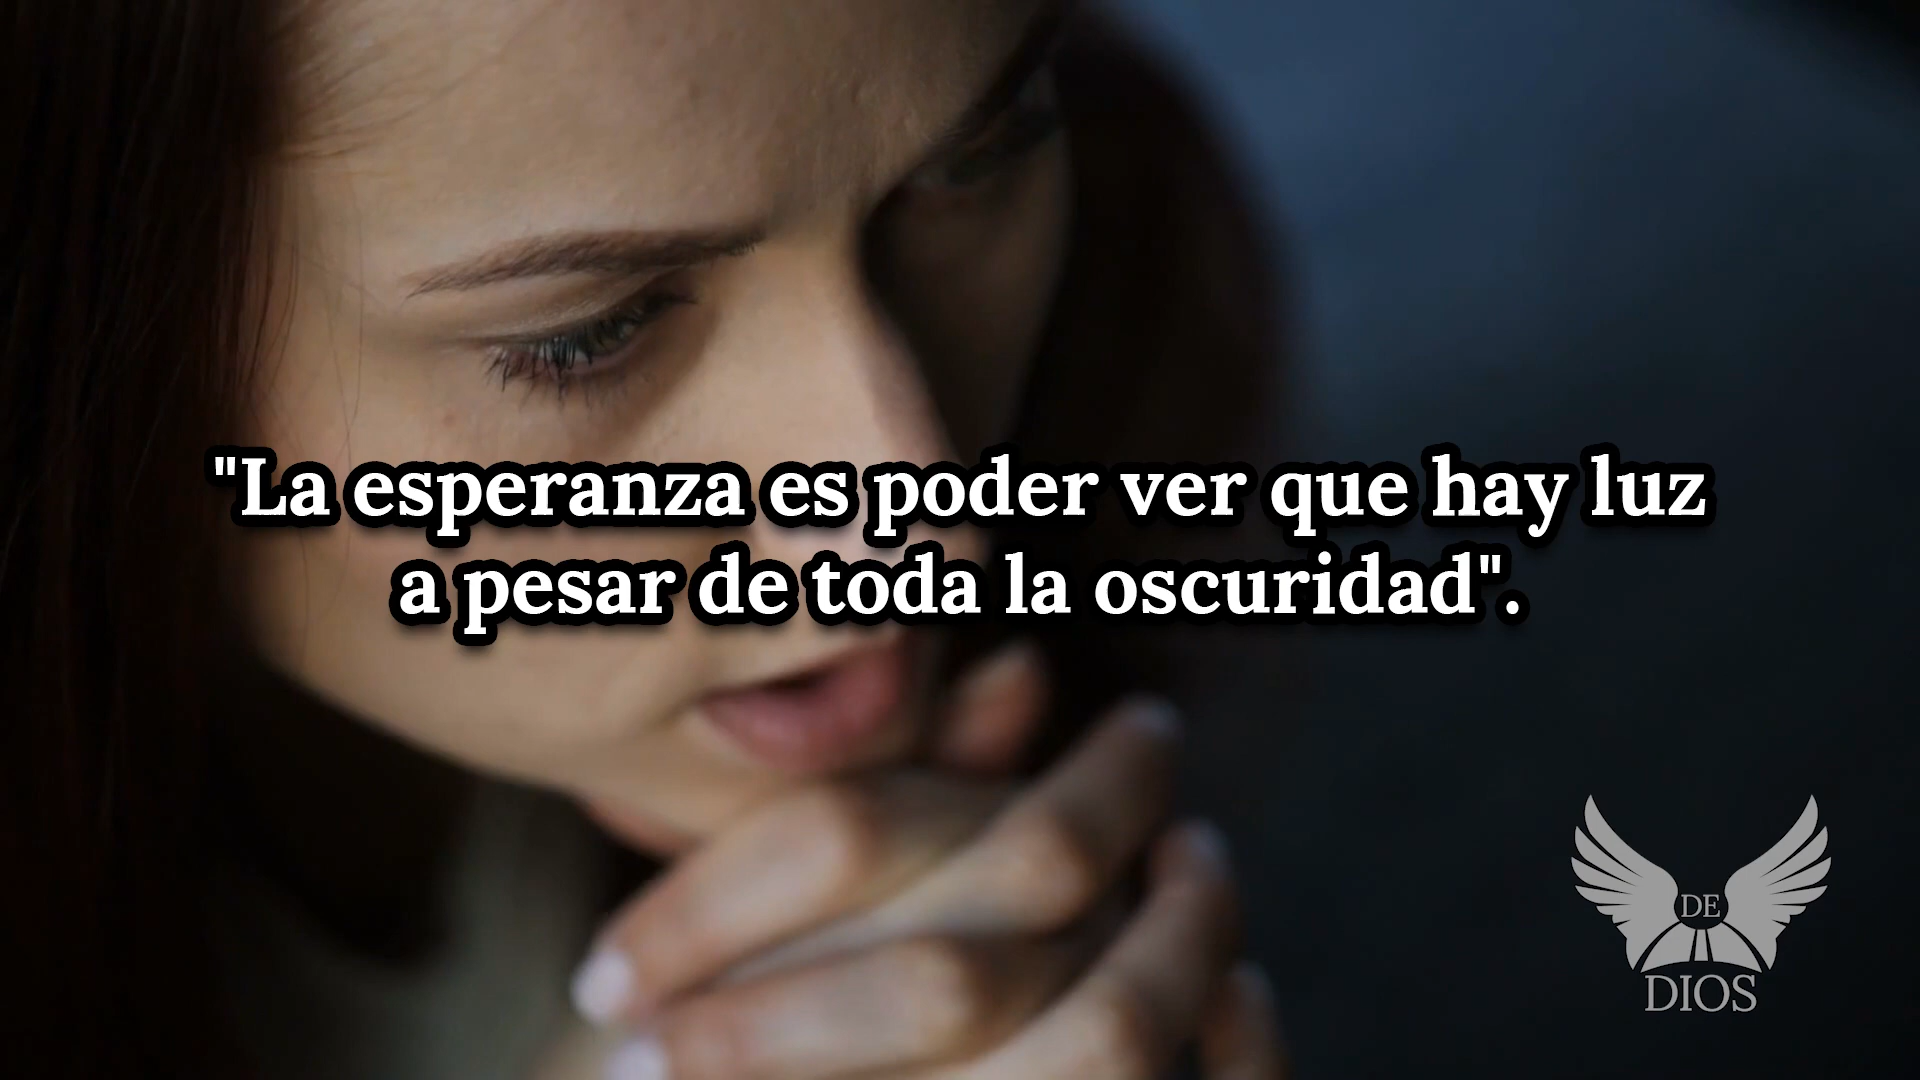 "La esperanza es poder ver que hay luz
a pesar de toda la oscuridad".
DE
DIOS